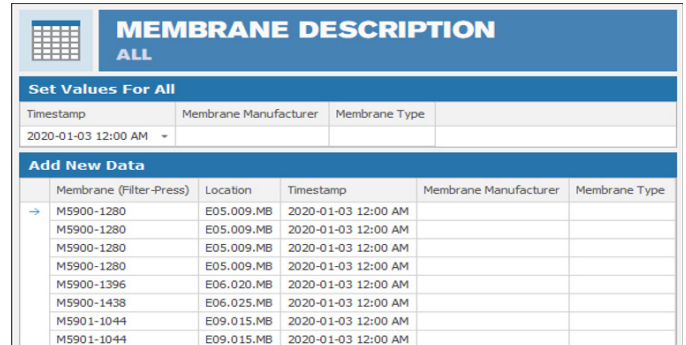 MEMBRANE DESCRIPTION
ALL
Set Values For All
Timestamp Membrane Manufacturer Membrane Type
2020-01-03 12:00 AM
Add New Data
Membrane (Filter-Press) Location Timestamp Membrane Manufacturer Membrane Type
M5900-1280 E05.009.MB 2020-01-03 12:00 AM
M5900-1280 E05.009.MB 2020-01-03 12:00 AM
M5900-1280 E05.009.MB 2020-01-03 12:00 AM
M5900-1280 E05.009.MB 2020-01-03 12:00 AM
M5900-1396 E06.020.MB 2020-01-03 12:00 AM
M5900-1438 E06.025.MB 2020-01-03 12:00 AM
M5901-1044 E09.015.MB 2020-01-03 12:00 AM
M5901-1044 E09.015.MB 2020-01-03 12:00 AM